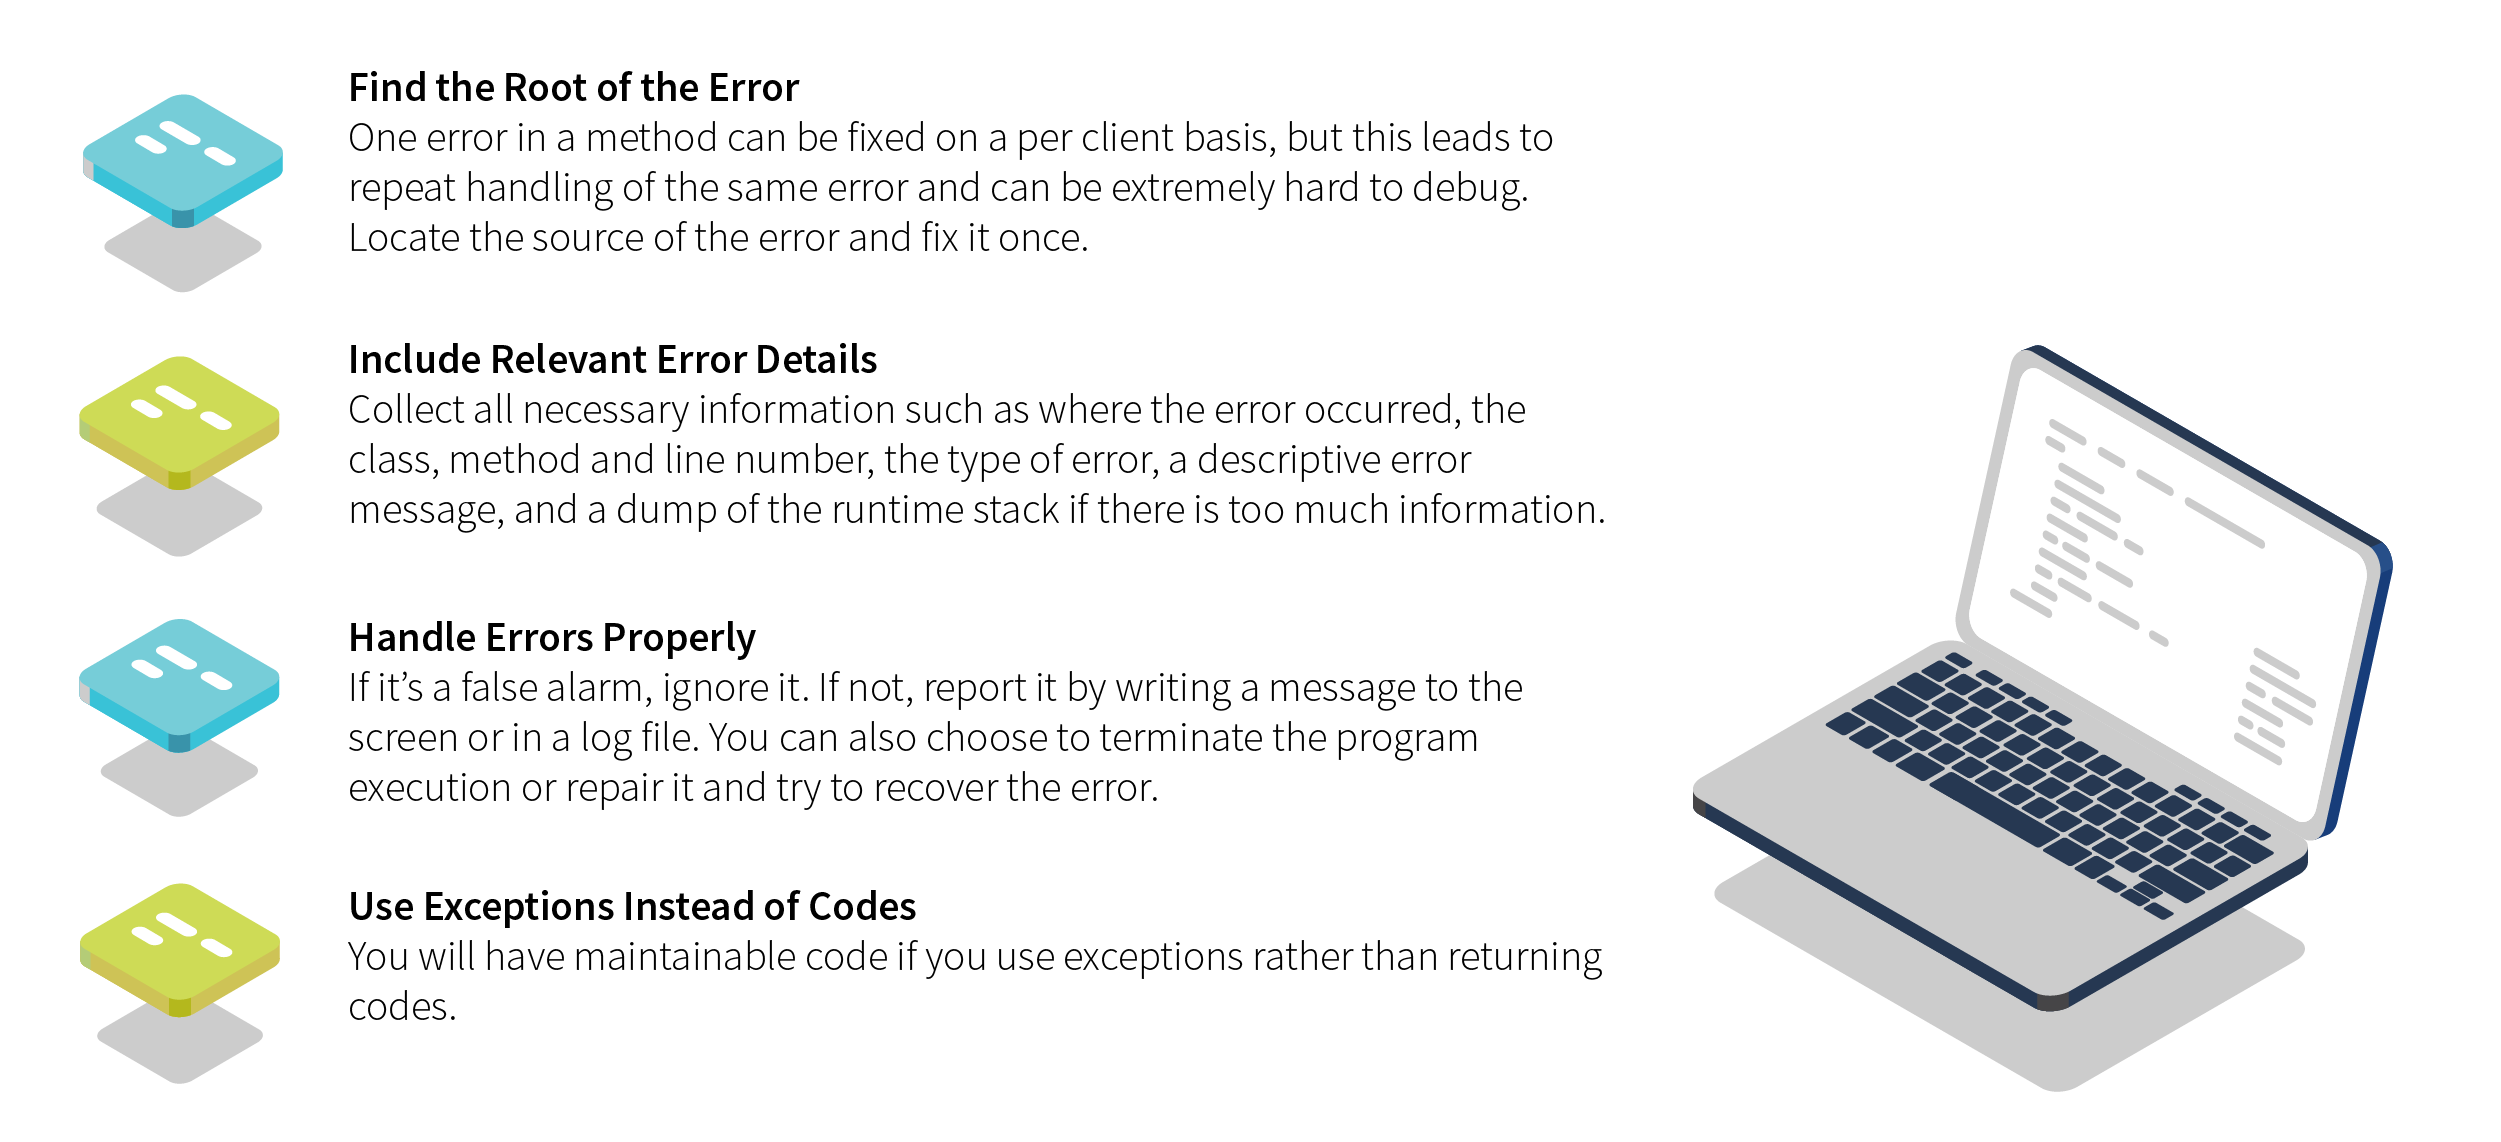 Find the Root of the Error
One error in a method can be fixed on a per client basis, but this leads to
repeat handling of the same error and can be extremely hard to debug.
Locate the source of the error and fix it once.
Include Relevant Error Details
Collect all necessary information such as where the error occurred, the
class, method and line number, the type of error, a descriptive error
message, and a dump of the runtime stack if there is too much information.
Handle Errors Properly
If it’s a false alarm, ignore it. If not, report it by writing a message to the
screen or in a log file. You can also choose to terminate the program
execution or repair it and try to recover the error.
Use Exceptions Instead of Codes
You will have maintainable code if you use exceptions rather than returning
codes.